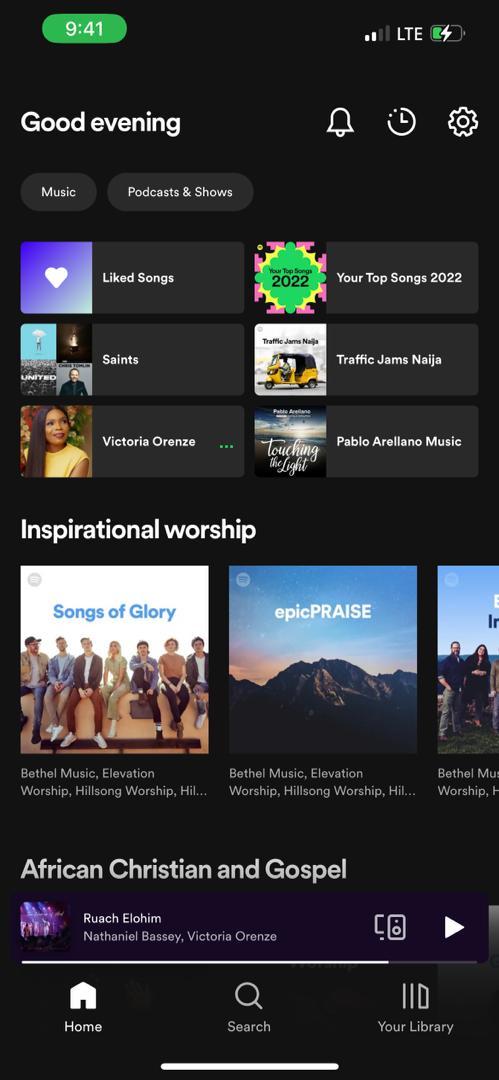 9:41
LTE
Good evening
Music
Podcasts & Shows
Liked Songs
Your Top Songs
2022
Your Top Songs 2022
UNITED
CHRIS TOMLIN
Saints
Traffic Jams Naija
Traffic Jams Naija
Victoria Orenze
Pablo Arellano
Touching
the Light
Pablo Arellano Music
Inspirational worship
Songs of Glory
epicPRAISE
Bethel Music, Elevation
Worship, Hillsong Worship, Hil...
Bethel Music, Elevation
Worship, Hillsong Worship, Hil...
Bethel Mus
Worship, H
African Christian and Gospel
Ruach Elohim
Nathaniel Bassey, Victoria Orenze
Worship
Home
Search
Your Library